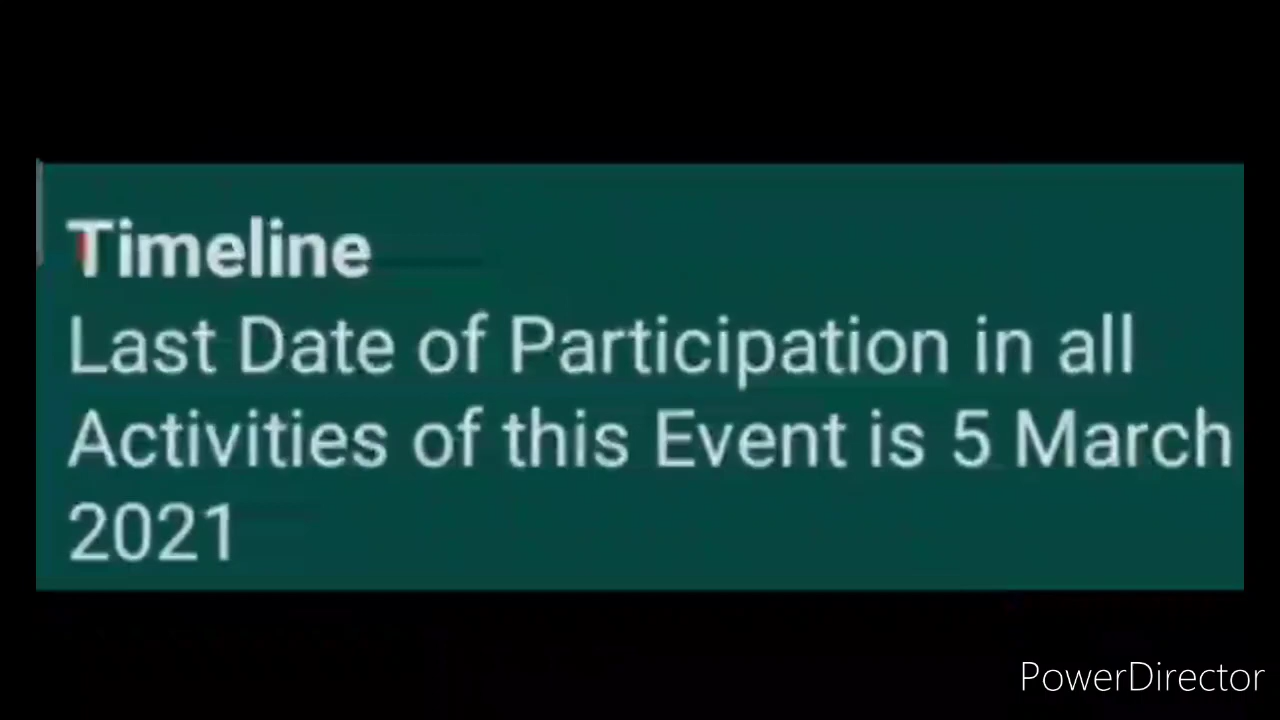 Timeline
Last Date of Participation in all
Activities of this Event is 5 March
2021
PowerDirector